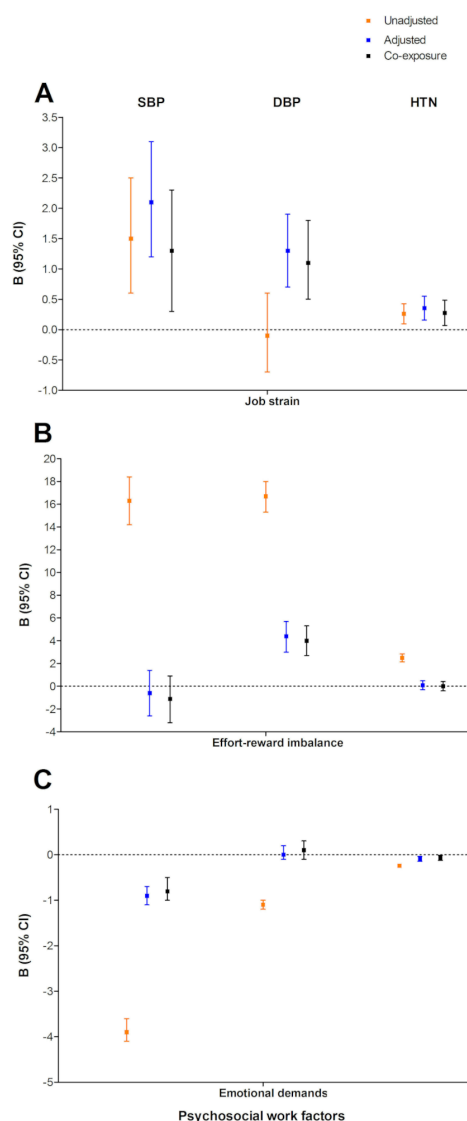 Unadjusted
Adjusted
Co-exposure
A
SBP DBP HTN
3.5
3.0
2.5
2.0
1.5
1.0
0.5
0.0
-0.5
-1.0
B (95% CI)
Job strain
B
20
18
16
14
12
10
8
6
4
2
0
-2
-4
B (95% CI)
Effort-reward imbalance
C
1
0
-1
-2
-3
-4
-5
B (95% CI)
Emotional demands
Psychosocial work factors